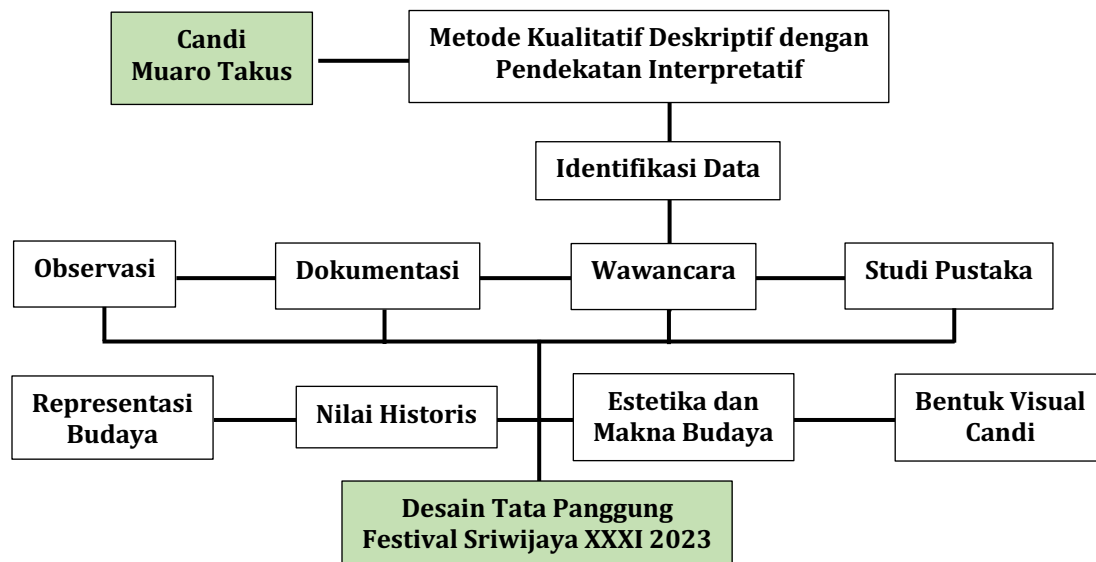 Candi
Muaro Takus
Metode Kualitatif Deskriptif dengan
Pendekatan Interpretatif
Identifikasi Data
Observasi
Dokumentasi
Wawancara
Studi Pustaka
Representasi
Budaya
Nilai Historis
Estetika dan
Makna Budaya
Bentuk Visual
Candi
Desain Tata Panggung
Festival Sriwijaya XXXI 2023